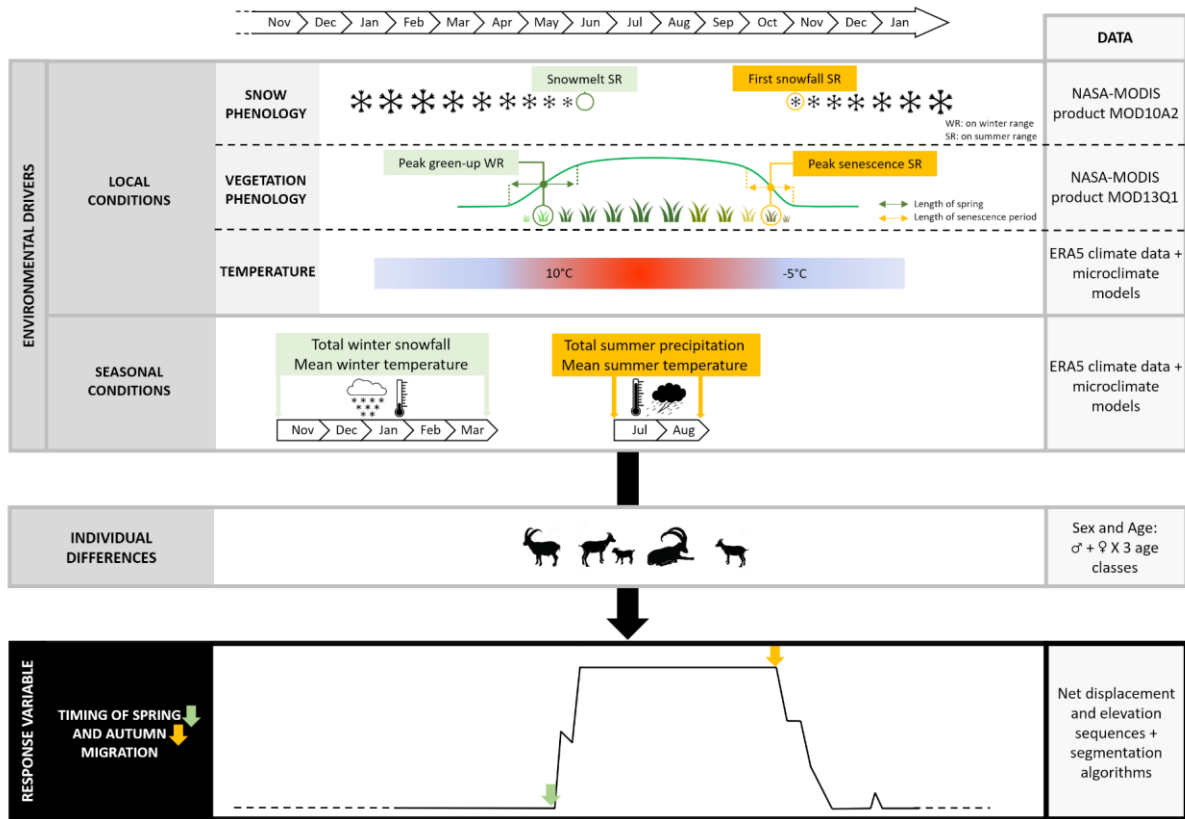 Nov Dec Jan Feb Mar Apr May Jun Jul Aug Sep Oct Nov Dec Jan
DATA
ENVIRONMENTAL DRIVERS
LOCAL
CONDITIONS
SNOW
PHENOLOGY
Snowmelt SR
First snowfall SR
WR: on winter range
SR: on summer range
NASA-MODIS
product MOD10A2
VEGETATION
PHENOLOGY
Peak green-up WR
Peak senescence SR
Length of spring
Length of senescence period
NASA-MODIS
product MOD13Q1
TEMPERATURE
10°C
-5°C
ERA5 climate data +
microclimate
models
SEASONAL
CONDITIONS
Total winter snowfall
Mean winter temperature
Nov Dec Jan Feb Mar
Total summer precipitation
Mean summer temperature
Jul Aug
ERA5 climate data +
microclimate
models
INDIVIDUAL
DIFFERENCES
Sex and Age:
♂ + ♀ X 3 age
classes
RESPONSE VARIABLE
TIMING OF SPRING
AND AUTUMN
MIGRATION
Net displacement
and elevation
sequences +
segmentation
algorithms